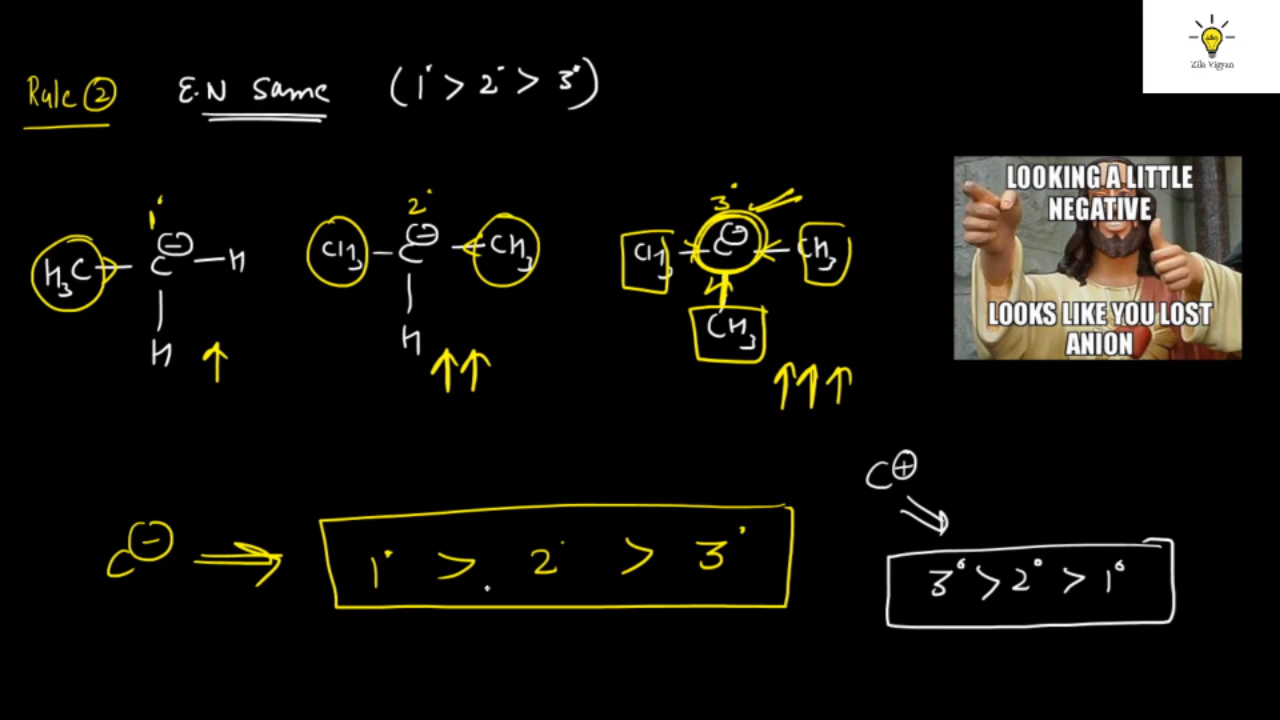 Zila Vigyan
Rule ② E.N Same (1° > 2° > 3°)
LOOKING A LITTLE
NEGATIVE
LOOKS LIKE YOU LOST
ANION
1° 2° 3°
H₃C – C⊖ – H CH₃ – C⊖ – CH₃ CH₃ – C⊖ – CH₃
H ↑ H ↑↑ CH₃ ↑↑↑
C⊕
C⊖ ⇒ 1° > 2° > 3°
3° > 2° > 1°